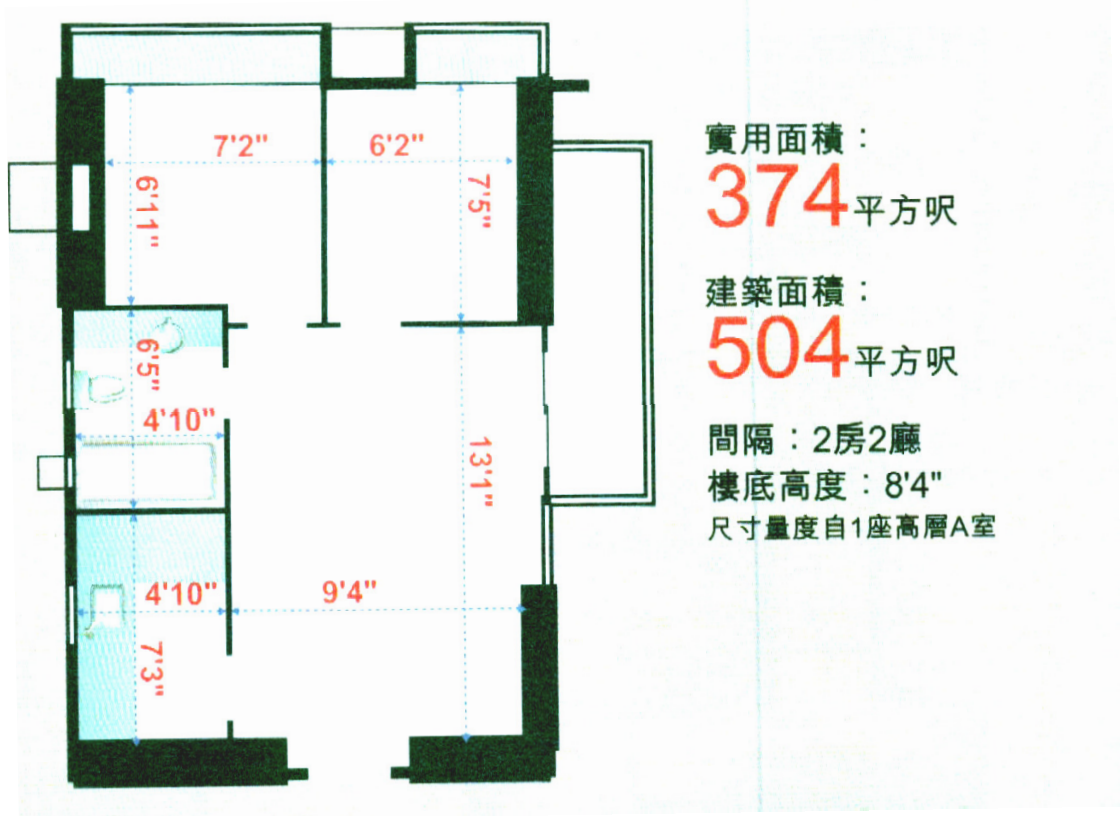 7'2"
6'2"
6'11"
7'5"
6'5"
4'10"
13'1"
4'10"
9'4"
7'3"
實用面積：
374平方呎
建築面積：
504平方呎
間隔：2房2廳
樓底高度：8'4"
尺寸量度自1座高層A室